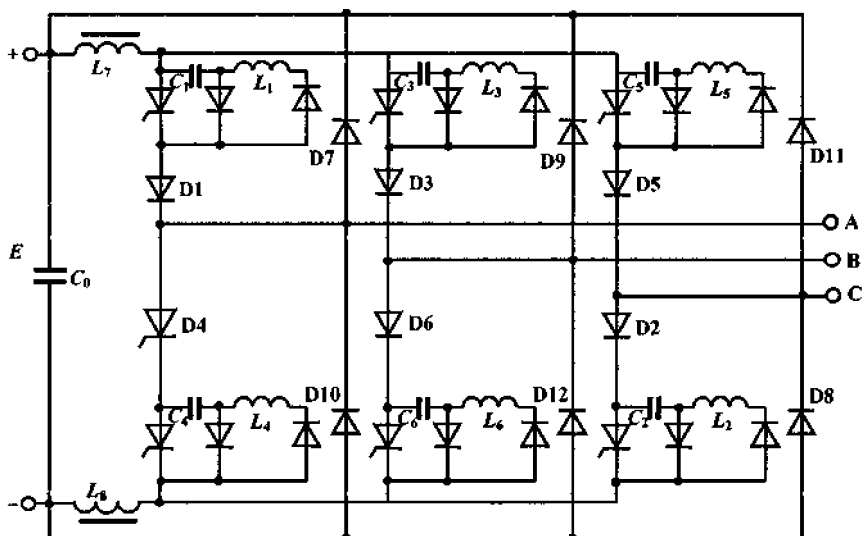 +
L₇
C₁
L₁
C₃
L₃
C₅
L₅
D7
D9
D11
D1
D3
D5
A
E
C₀
B
C
D4
D6
D2
D10
D12
D8
C₄
L₄
C₆
L₆
C₂
L₂
−
L₈